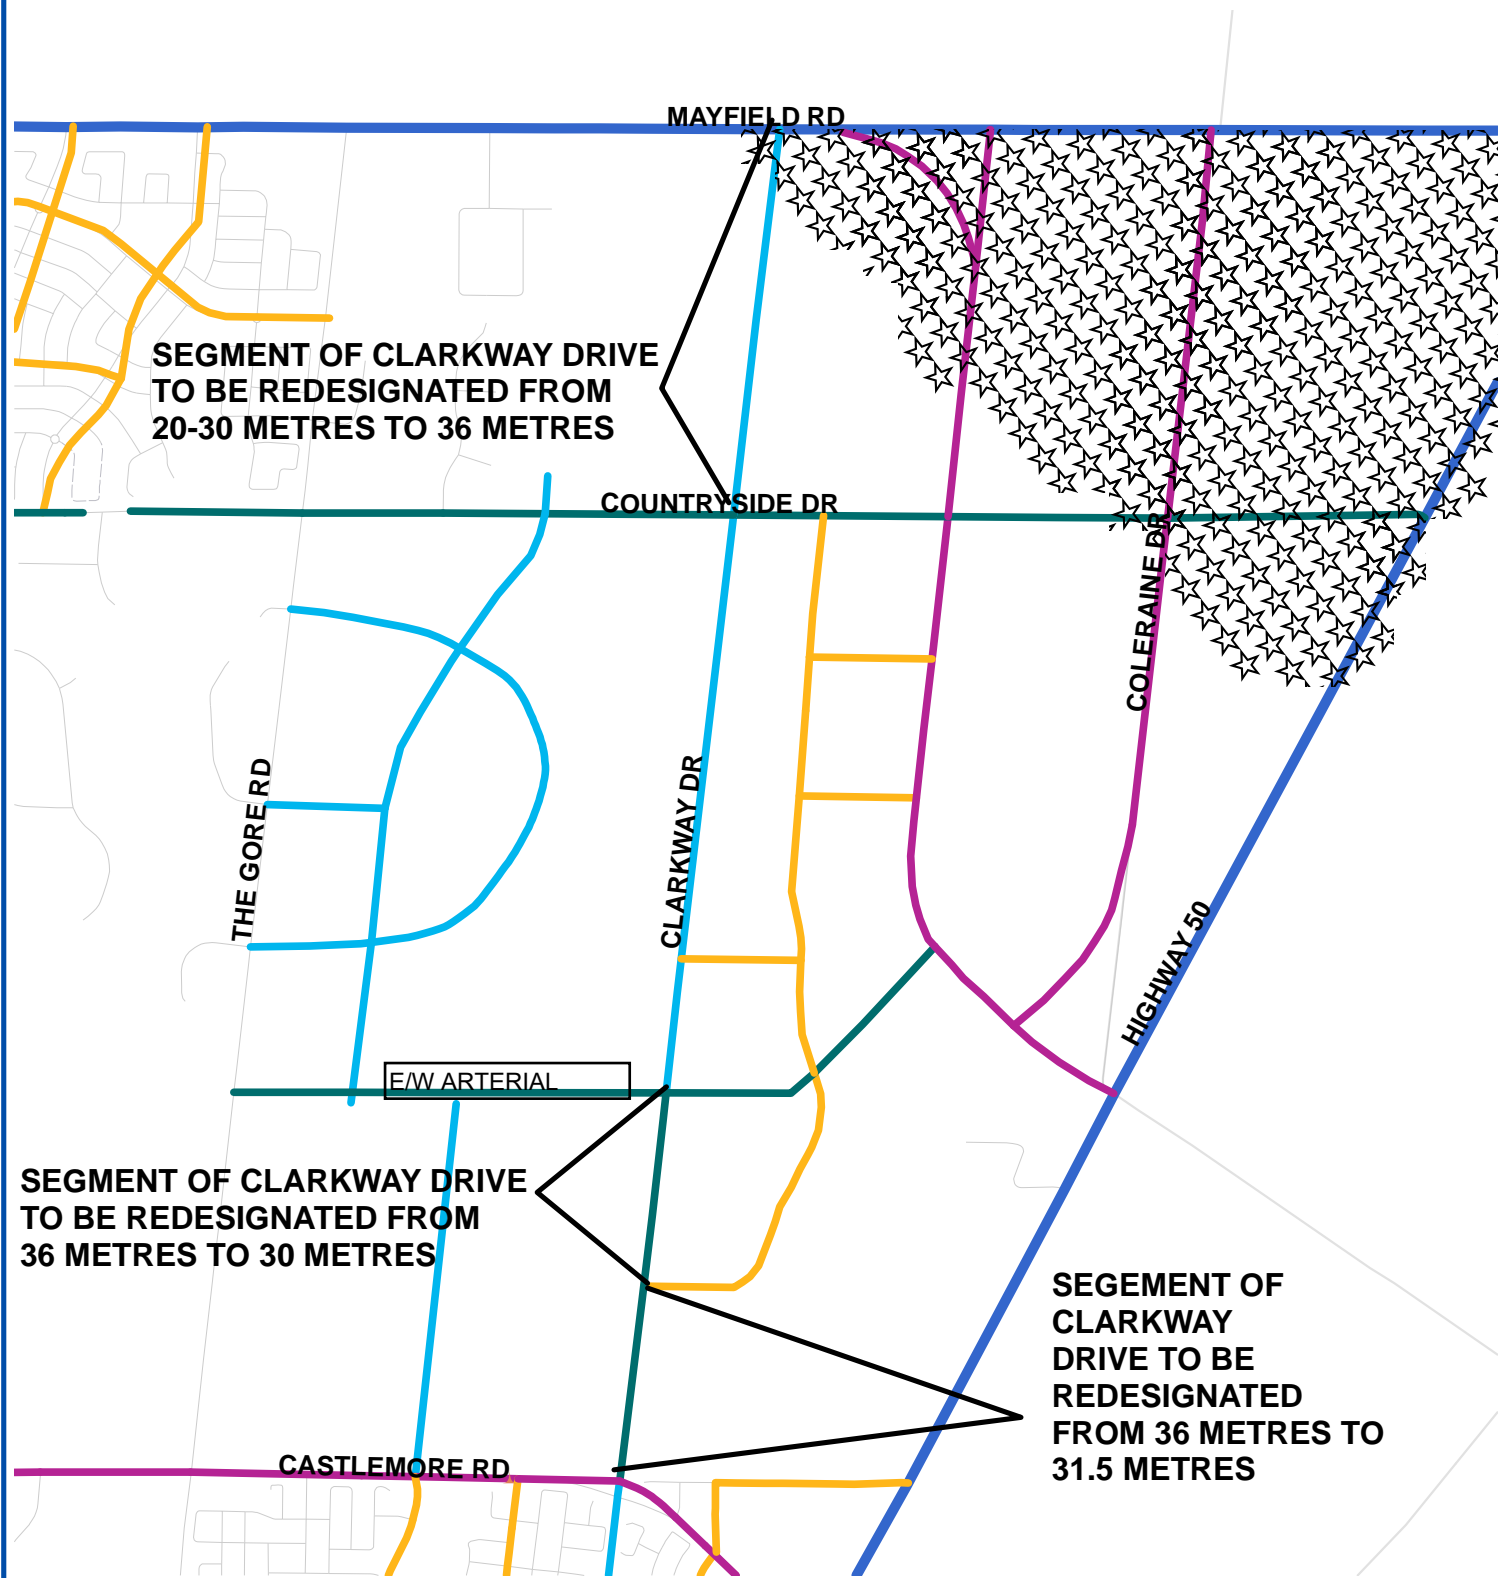 MAYFIELD RD
SEGMENT OF CLARKWAY DRIVE
TO BE REDESIGNATED FROM
20-30 METRES TO 36 METRES
COUNTRYSIDE DR
COLERAINE DR
THE GORE RD
CLARKWAY DR
HIGHWAY 50
E/W ARTERIAL
SEGMENT OF CLARKWAY DRIVE
TO BE REDESIGNATED FROM
36 METRES TO 30 METRES
SEGEMENT OF
CLARKWAY
DRIVE TO BE
REDESIGNATED
FROM 36 METRES TO
31.5 METRES
CASTLEMORE RD